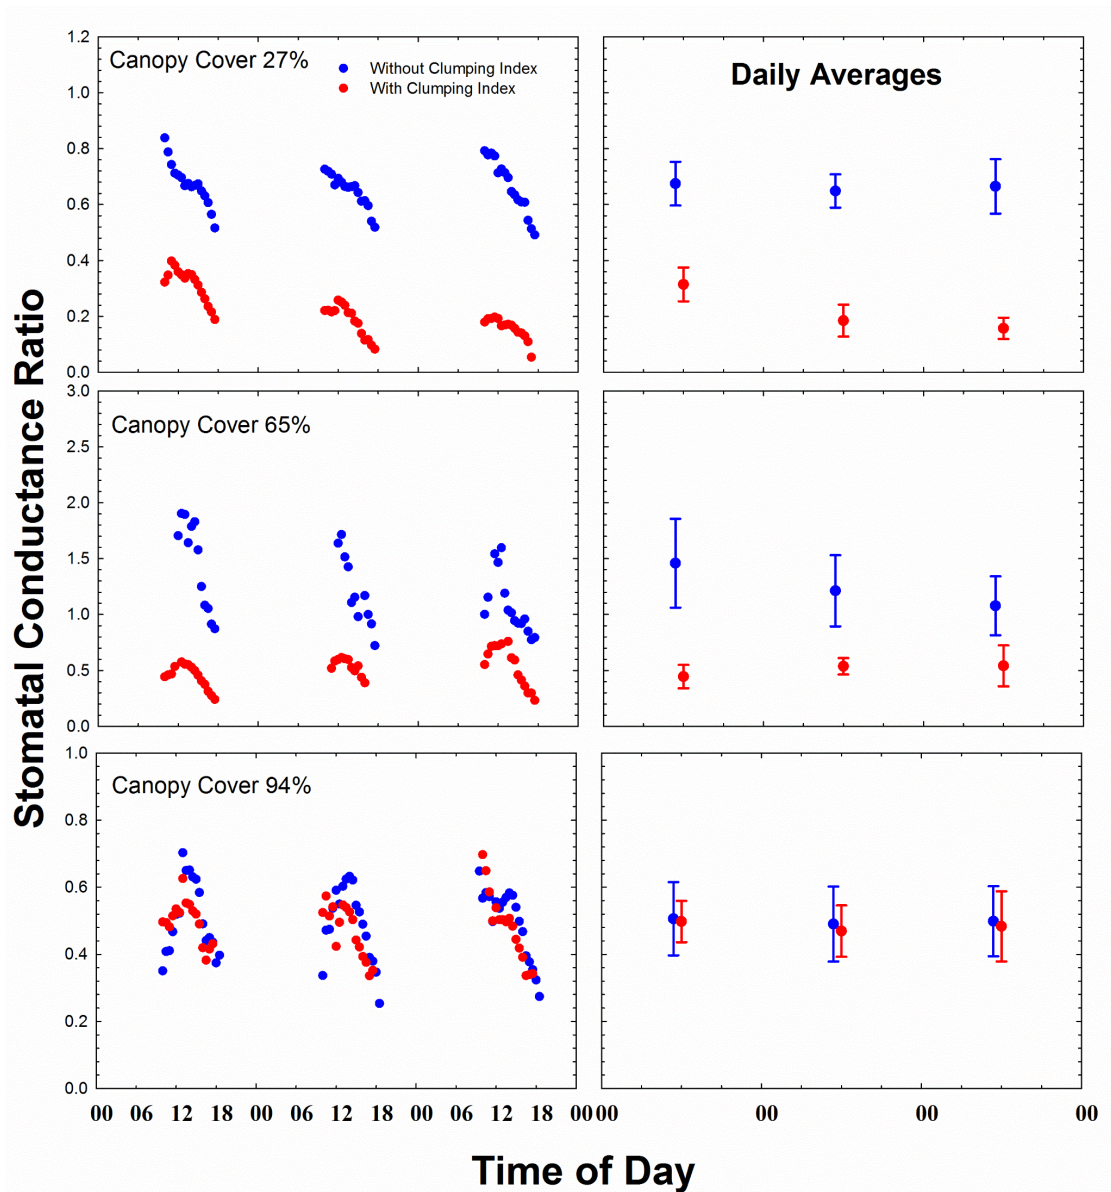 Stomatal Conductance Ratio
1.2
1.0
0.8
0.6
0.4
0.2
0.0
Canopy Cover 27%
Without Clumping Index
With Clumping Index
Daily Averages
3.0
2.5
2.0
1.5
1.0
0.5
0.0
Canopy Cover 65%
1.0
0.8
0.6
0.4
0.2
0.0
Canopy Cover 94%
00 06 12 18 00 06 12 18 00 06 12 18 00 00 00 00 00
Time of Day